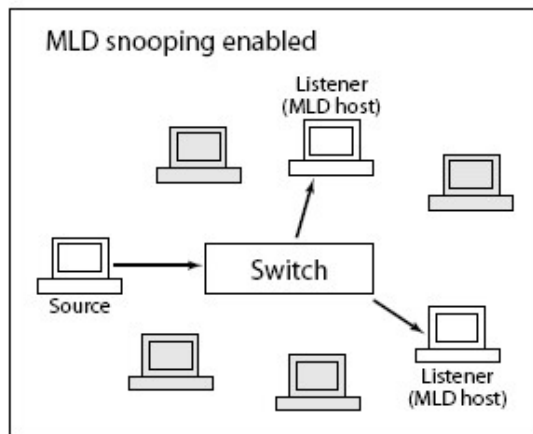 MLD snooping enabled
Listener
(MLD host)
Switch
Source
Listener
(MLD host)